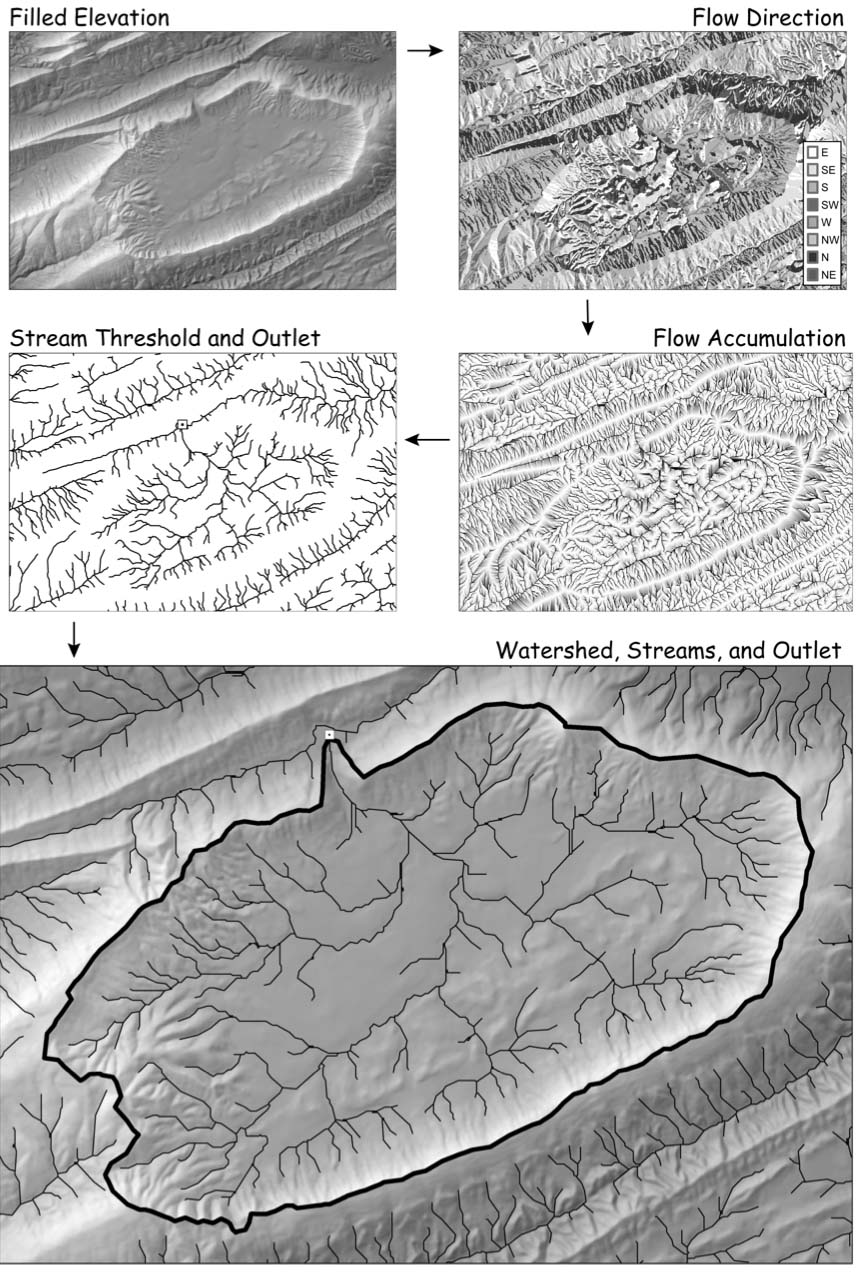 Filled Elevation
Flow Direction
E
SE
S
SW
W
NW
N
NE
Stream Threshold and Outlet
Flow Accumulation
Watershed, Streams, and Outlet